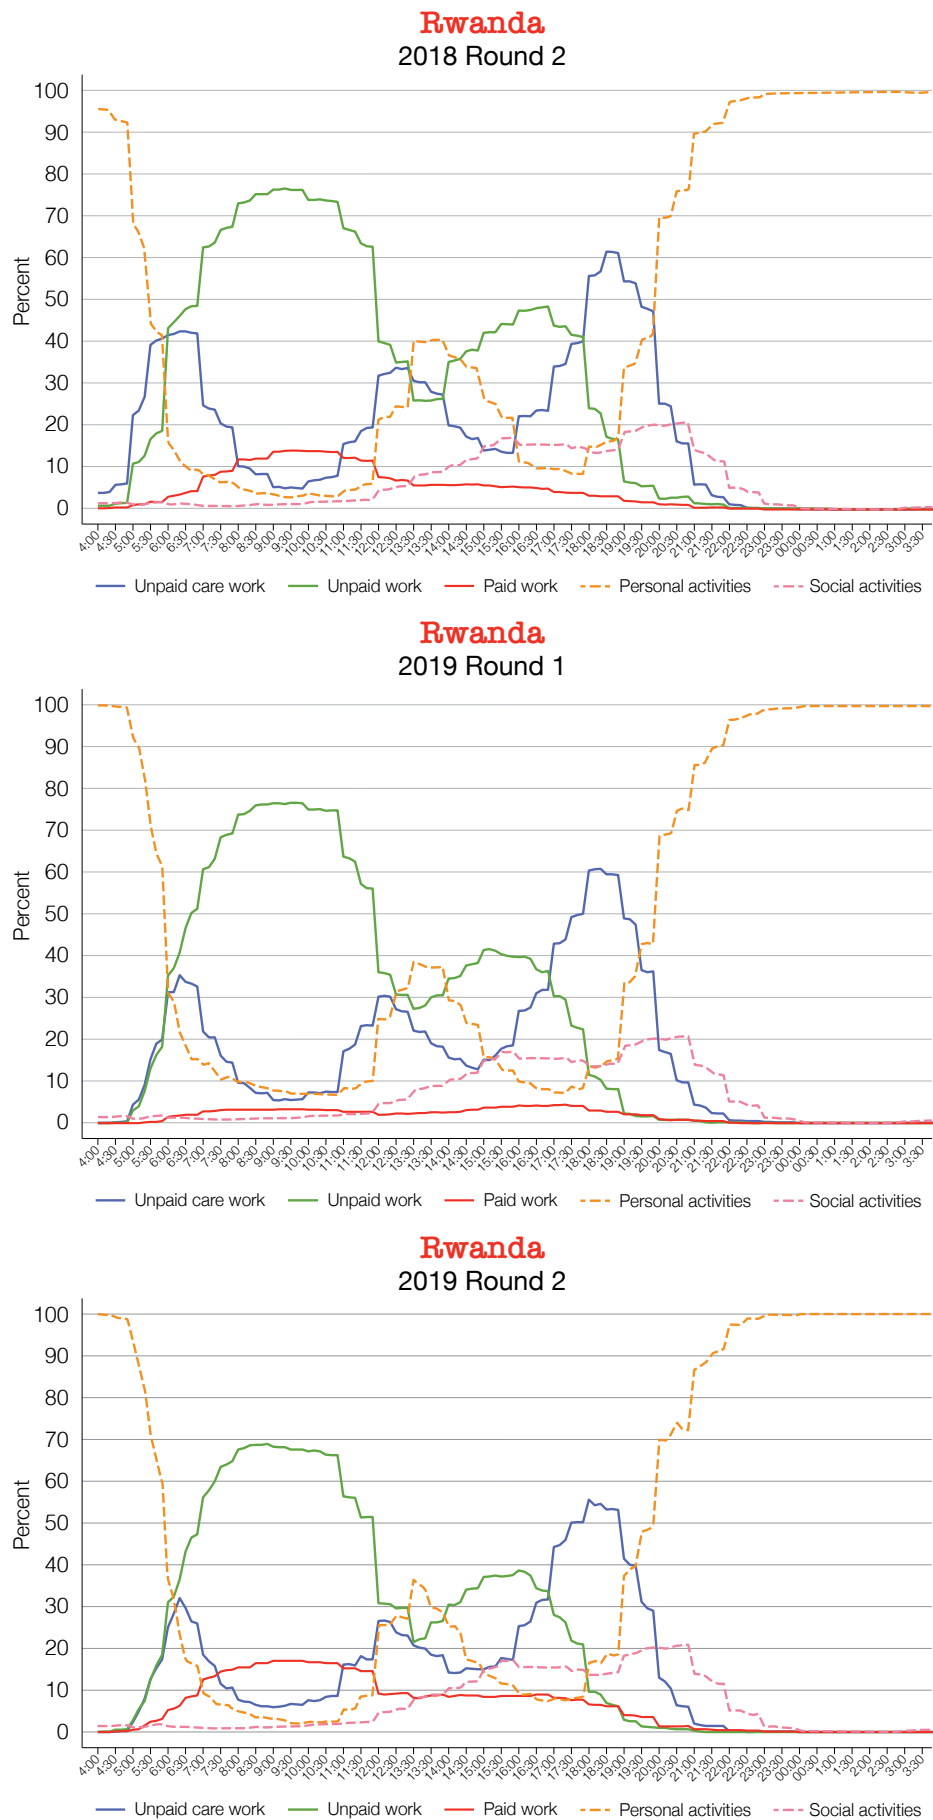 Rwanda
2018 Round 2
100
90
80
70
60
50
40
30
20
10
0
Percent
4:00 4:30 5:00 5:30 6:00 6:30 7:00 7:30 8:00 8:30 9:00 9:30 10:00 10:30 11:00 11:30 12:00 12:30 13:30 14:00 14:30 15:00 15:30 16:00 16:30 17:00 17:30 18:00 18:30 19:00 19:30 20:00 20:30 21:00 21:30 22:00 22:30 23:00 23:30 00:00 00:30 1:00 1:30 2:00 2:30 3:00 3:30
Unpaid care work Unpaid work Paid work Personal activities Social activities
Rwanda
2019 Round 1
100
90
80
70
60
50
40
30
20
10
0
Percent
4:00 4:30 5:00 5:30 6:00 6:30 7:00 7:30 8:00 8:30 9:00 9:30 10:00 10:30 11:00 11:30 12:00 12:30 13:30 14:00 14:30 15:00 15:30 16:00 16:30 17:00 17:30 18:00 18:30 19:00 19:30 20:00 20:30 21:00 21:30 22:00 22:30 23:00 23:30 00:00 00:30 1:00 1:30 2:00 2:30 3:00 3:30
Unpaid care work Unpaid work Paid work Personal activities Social activities
Rwanda
2019 Round 2
100
90
80
70
60
50
40
30
20
10
0
Percent
4:00 4:30 5:00 5:30 6:00 6:30 7:00 7:30 8:00 8:30 9:00 9:30 10:00 10:30 11:00 11:30 12:00 12:30 13:30 14:00 14:30 15:00 15:30 16:00 16:30 17:00 17:30 18:00 18:30 19:00 19:30 20:00 20:30 21:00 21:30 22:00 22:30 23:00 23:30 00:00 00:30 1:00 1:30 2:00 2:30 3:00 3:30
Unpaid care work Unpaid work Paid work Personal activities Social activities